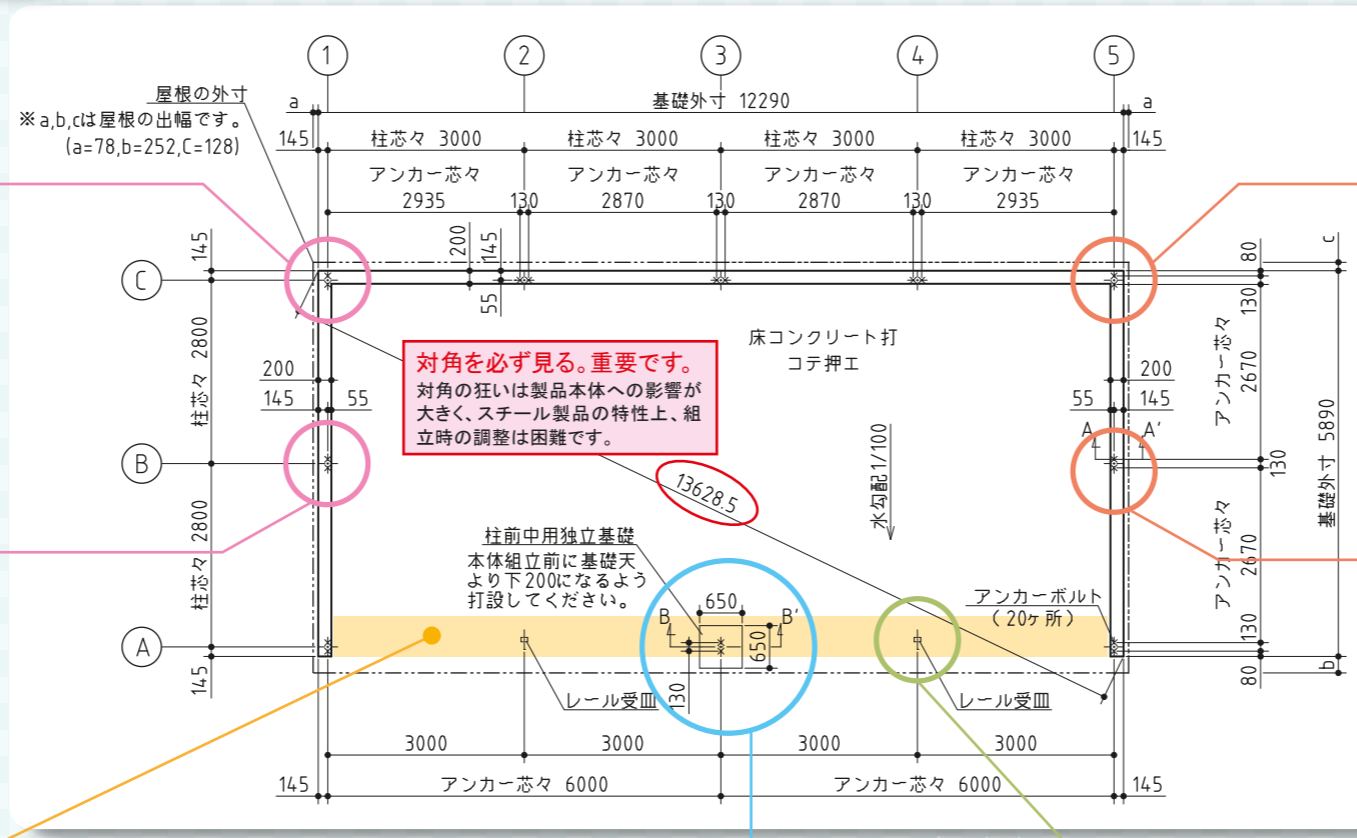 1
2
3
4
5
屋根の外寸
※a,b,cは屋根の出幅です。
(a=78,b=252,C=128)
a
基礎外寸 12290
a
145
柱芯々 3000
柱芯々 3000
柱芯々 3000
柱芯々 3000
145
アンカー芯々
アンカー芯々
アンカー芯々
アンカー芯々
2935
130
2870
130
2870
130
2935
145
200
145
55
c
80
130
C
柱芯々 2800
床コンクリート打
コテ押エ
対角を必ず見る。重要です。
対角の狂いは製品本体への影響が
大きく、スチール製品の特性上、組
立時の調整は困難です。
200
145
55
200
55
145
アンカー芯々
2670
A
A'
B
130
基礎外寸 5890
13628.5
水勾配1/100
柱芯々 2800
柱前中用独立基礎
本体組立前に基礎天
より下200になるよう
打設してください。
アンカー芯々
2670
アンカーボルト
(20ケ所)
650
B
B'
650
130
130
A
145
80
b
レール受皿
レール受皿
3000
3000
3000
3000
145
アンカー芯々 6000
アンカー芯々 6000
145